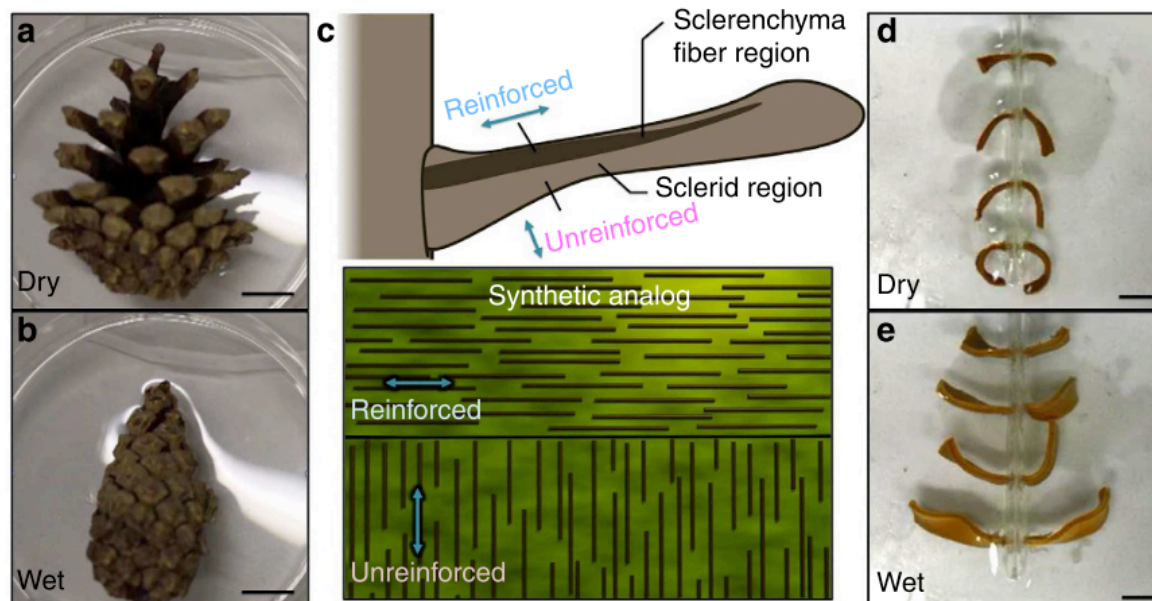 a
Dry
b
Wet
c
Sclerenchyma
fiber region
Reinforced
Sclerid region
Unreinforced
Synthetic analog
Reinforced
Unreinforced
d
Dry
e
Wet